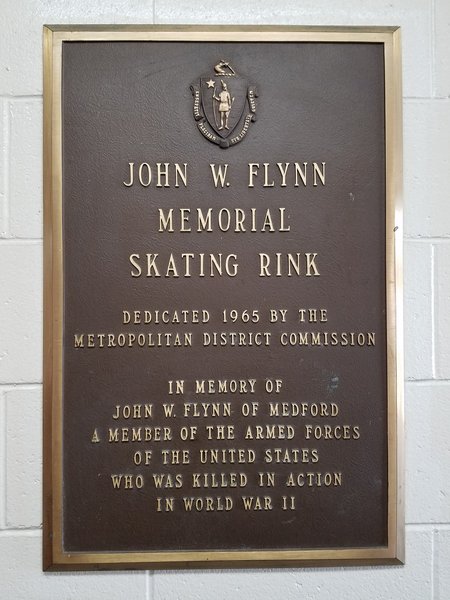 JOHN W. FLYNN
MEMORIAL
SKATING RINK
DEDICATED 1965 BY THE
METROPOLITAN DISTRICT COMMISSION
IN MEMORY OF
JOHN W. FLYNN OF MEDFORD
A MEMBER OF THE ARMED FORCES
OF THE UNITED STATES
WHO WAS KILLED IN ACTION
IN WORLD WAR II